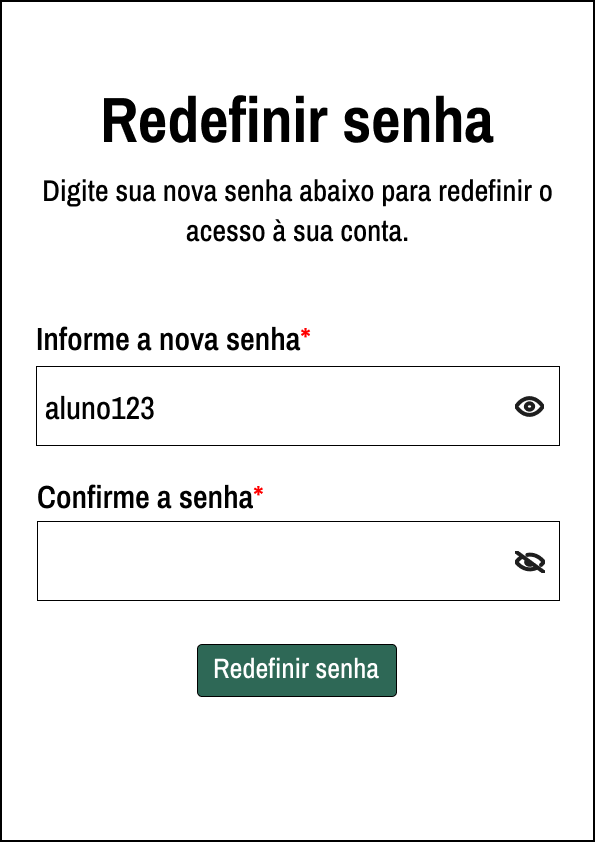 Redefinir senha
Digite sua nova senha abaixo para redefinir o
acesso à sua conta.
Informe a nova senha*
aluno123
Confirme a senha*
Redefinir senha